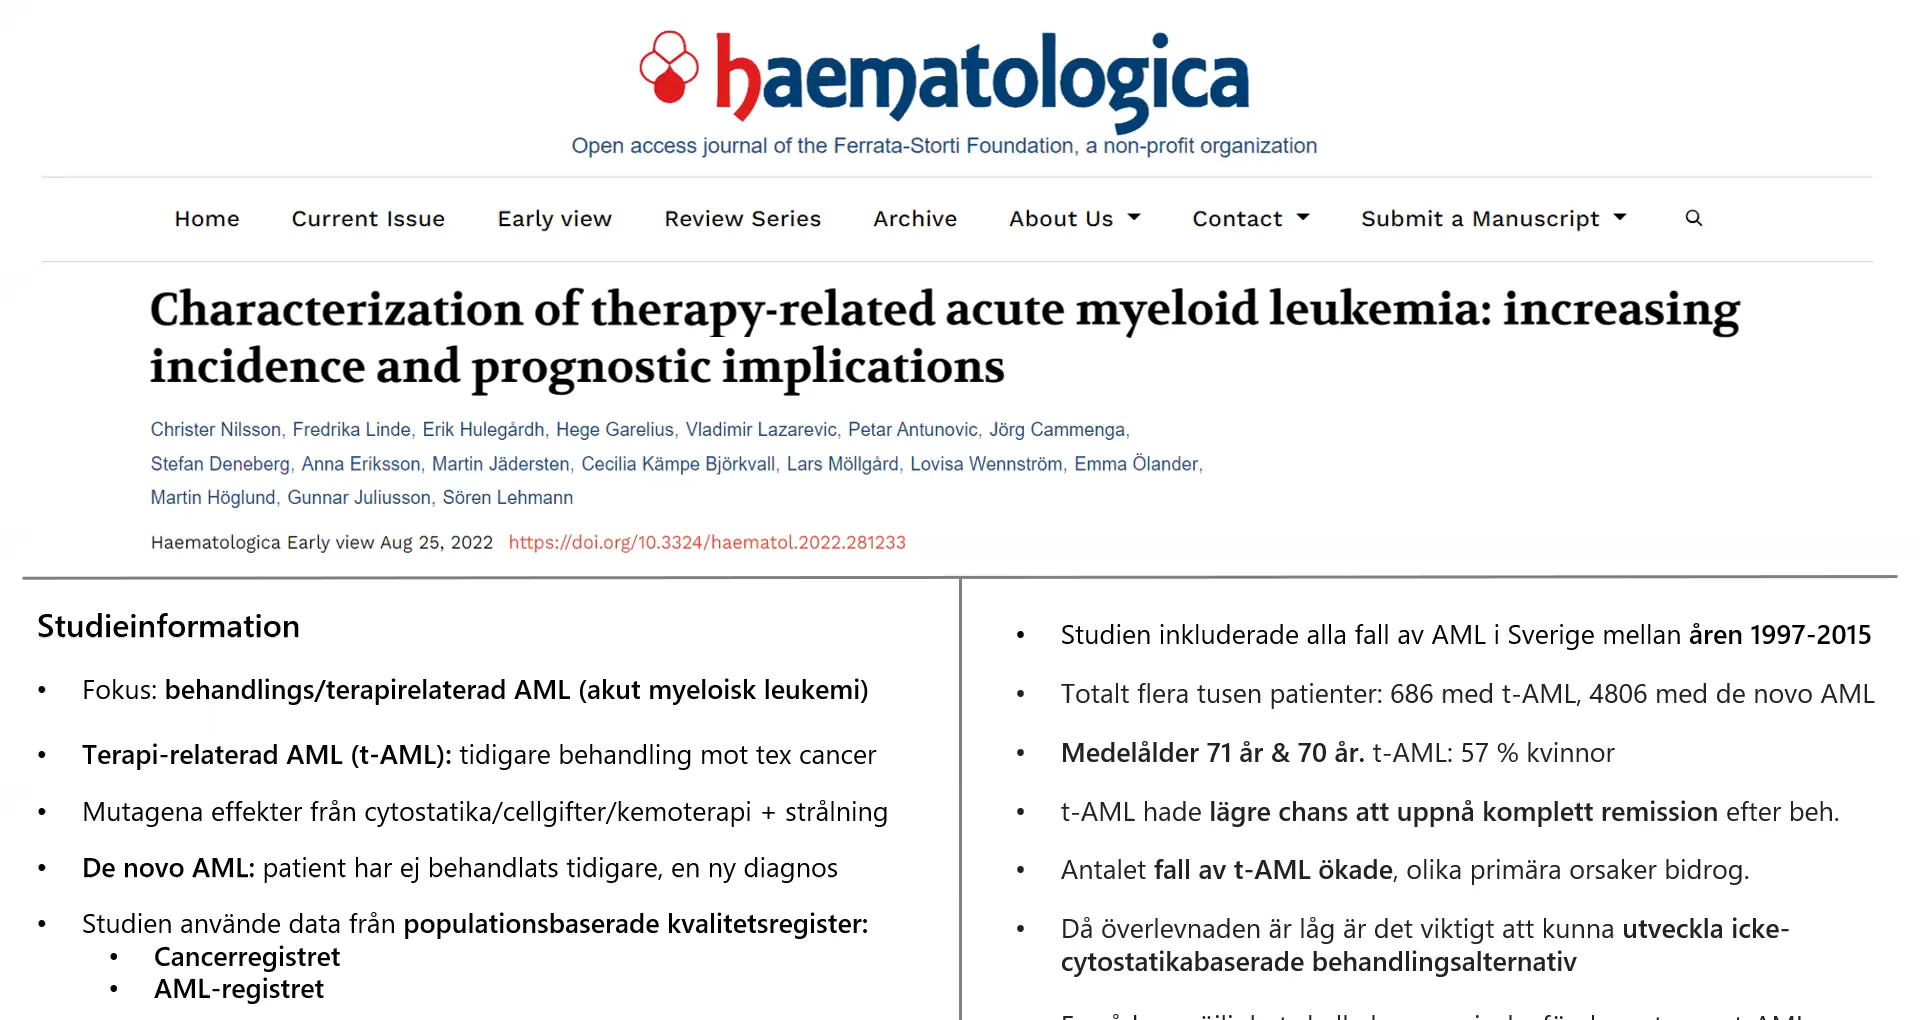 haematologica
Open access journal of the Ferrata-Storti Foundation, a non-profit organization
Home Current Issue Early view Review Series Archive About Us Contact Submit a Manuscript
Characterization of therapy-related acute myeloid leukemia: increasing
incidence and prognostic implications
Christer Nilsson, Fredrika Linde, Erik Hulegårdh, Hege Garelius, Vladimir Lazarevic, Petar Antunovic, Jörg Cammenga,
Stefan Deneberg, Anna Eriksson, Martin Jädersten, Cecilia Kämpe Björkvall, Lars Möllgård, Lovisa Wennström, Emma Ölander,
Martin Höglund, Gunnar Juliusson, Sören Lehmann
Haematologica Early view Aug 25, 2022 https://doi.org/10.3324/haematol.2022.281233
Studieinformation
• Fokus: behandlings/terapirelaterad AML (akut myeloisk leukemi)
• Terapi-relaterad AML (t-AML): tidigare behandling mot tex cancer
• Mutagena effekter från cytostatika/cellgifter/kemoterapi + strålning
• De novo AML: patient har ej behandlats tidigare, en ny diagnos
• Studien använde data från populationsbaserade kvalitetsregister:
• Cancerregistret
• AML-registret
• Studien inkluderade alla fall av AML i Sverige mellan åren 1997-2015
• Totalt flera tusen patienter: 686 med t-AML, 4806 med de novo AML
• Medelålder 71 år & 70 år. t-AML: 57 % kvinnor
• t-AML hade lägre chans att uppnå komplett remission efter beh.
• Antalet fall av t-AML ökade, olika primära orsaker bidrog.
• Då överlevnaden är låg är det viktigt att kunna utveckla icke-
cytostatikabaserade behandlingsalternativ